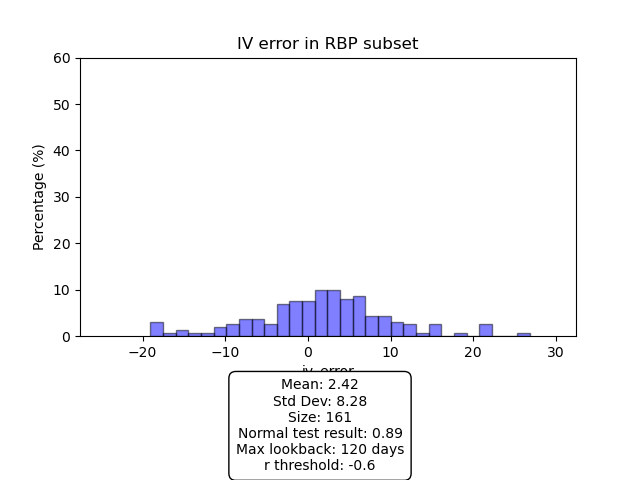 IV error in RBP subset
60
50
40
30
20
10
0
Percentage (%)
−20
−10
0
10
20
30
iv_error
Mean: 2.42
Std Dev: 8.28
Size: 161
Normal test result: 0.89
Max lookback: 120 days
r threshold: -0.6